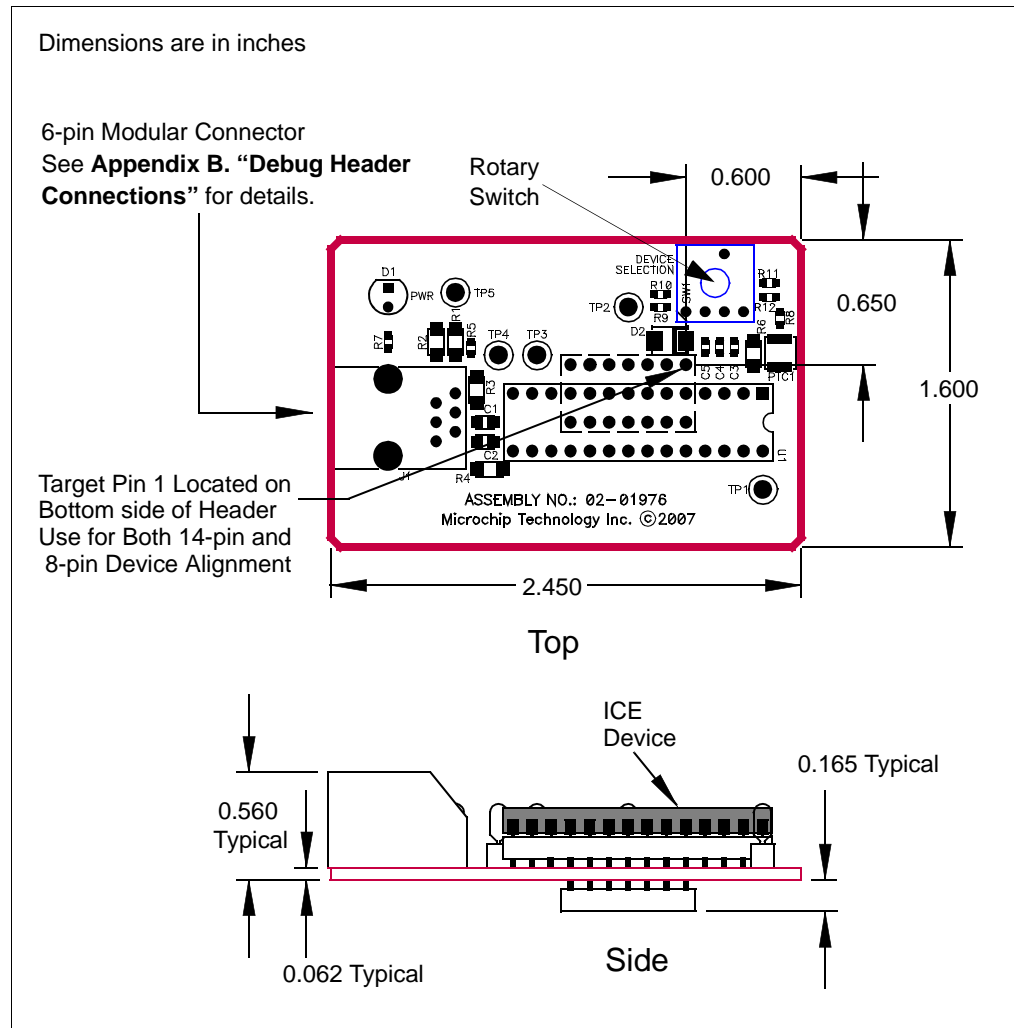 Dimensions are in inches
6-pin Modular Connector
See Appendix B. “Debug Header
Connections” for details.
Rotary
Switch
0.600
DEVICE
SELECTION
D1
PWR
TP5
TP2
R10
R9
SW1
R11
R12
R8
0.650
R7
R2
R1
R5
TP4
TP3
D2
C5
C4
C3
R6
PTC1
1.600
R3
C1
C2
R4
J1
U1
TP1
Target Pin 1 Located on
Bottom side of Header
Use for Both 14-pin and
8-pin Device Alignment
ASSEMBLY NO.: 02-01976
Microchip Technology Inc. ©2007
2.450
Top
ICE
Device
0.165 Typical
0.560
Typical
0.062 Typical
Side